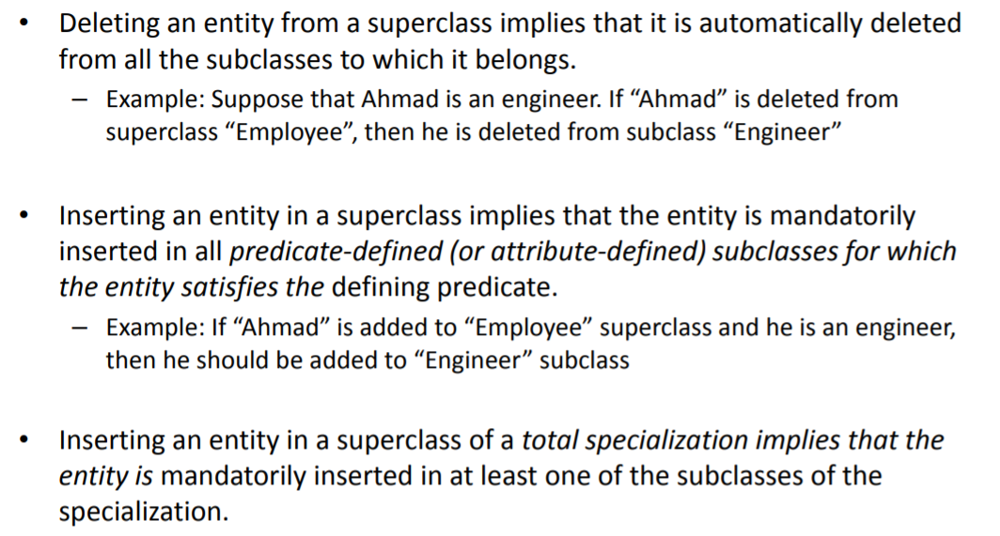 • Deleting an entity from a superclass implies that it is automatically deleted
from all the subclasses to which it belongs.
– Example: Suppose that Ahmad is an engineer. If “Ahmad” is deleted from
superclass “Employee”, then he is deleted from subclass “Engineer”
• Inserting an entity in a superclass implies that the entity is mandatorily
inserted in all predicate-defined (or attribute-defined) subclasses for which
the entity satisfies the defining predicate.
– Example: If “Ahmad” is added to “Employee” superclass and he is an engineer,
then he should be added to “Engineer” subclass
• Inserting an entity in a superclass of a total specialization implies that the
entity is mandatorily inserted in at least one of the subclasses of the
specialization.